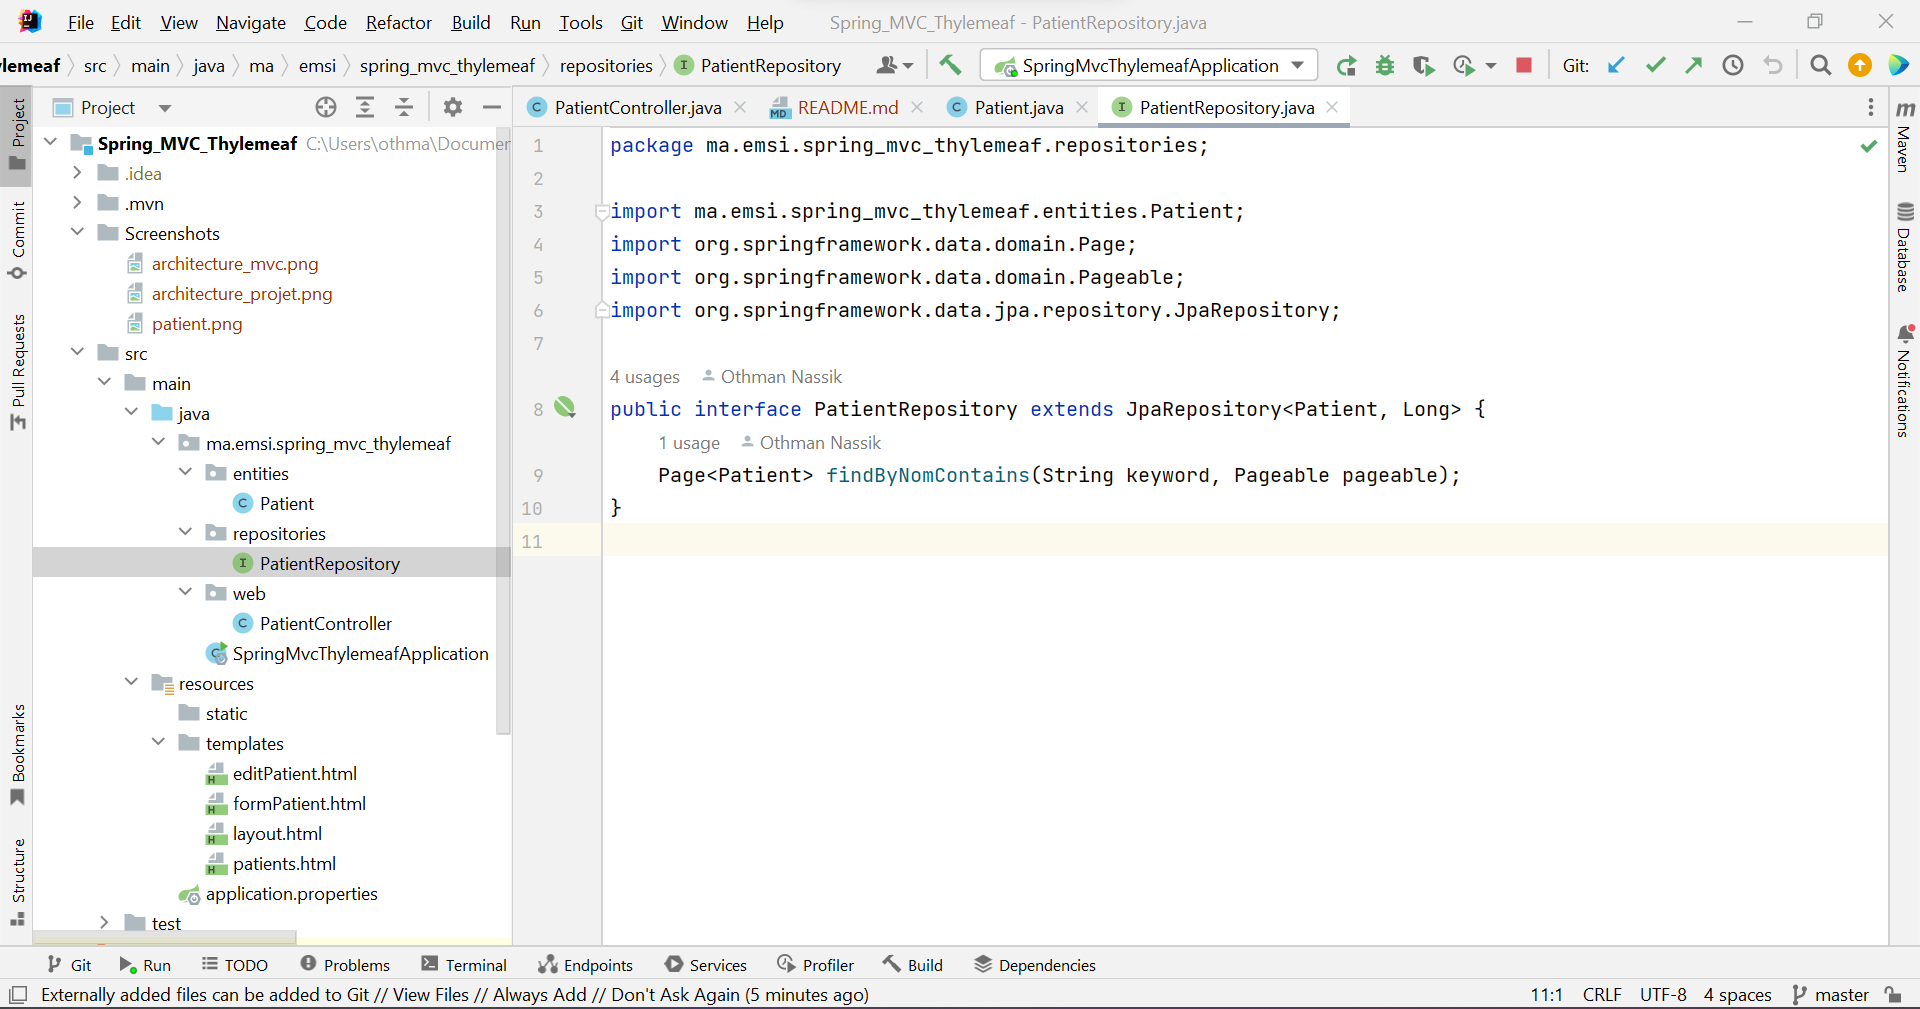 File Edit View Navigate Code Refactor Build Run Tools Git Window Help Spring_MVC_Thylemeaf - PatientRepository.java
lemeaf src main java ma emsi spring_mvc_thylemeaf repositories PatientRepository SpringMvcThylemeafApplication Git:
Project
PatientController.java README.md Patient.java PatientRepository.java
Project
Commit
Pull Requests
Bookmarks
Structure
Spring_MVC_Thylemeaf C:\Users\othma\Documen
.idea
.mvn
Screenshots
architecture_mvc.png
architecture_projet.png
patient.png
src
main
java
ma.emsi.spring_mvc_thylemeaf
entities
Patient
repositories
PatientRepository
web
PatientController
SpringMvcThylemeafApplication
resources
static
templates
editPatient.html
formPatient.html
layout.html
patients.html
application.properties
test
1 package ma.emsi.spring_mvc_thylemeaf.repositories;
2
3 import ma.emsi.spring_mvc_thylemeaf.entities.Patient;
4 import org.springframework.data.domain.Page;
5 import org.springframework.data.domain.Pageable;
6 import org.springframework.data.jpa.repository.JpaRepository;
7
4 usages Othman Nassik
8 public interface PatientRepository extends JpaRepository<Patient, Long> {
1 usage Othman Nassik
9 Page<Patient> findByNomContains(String keyword, Pageable pageable);
10 }
11
Maven
Database
Notifications
Git Run TODO Problems Terminal Endpoints Services Profiler Build Dependencies
Externally added files can be added to Git // View Files // Always Add // Don't Ask Again (5 minutes ago) 11:1 CRLF UTF-8 4 spaces master